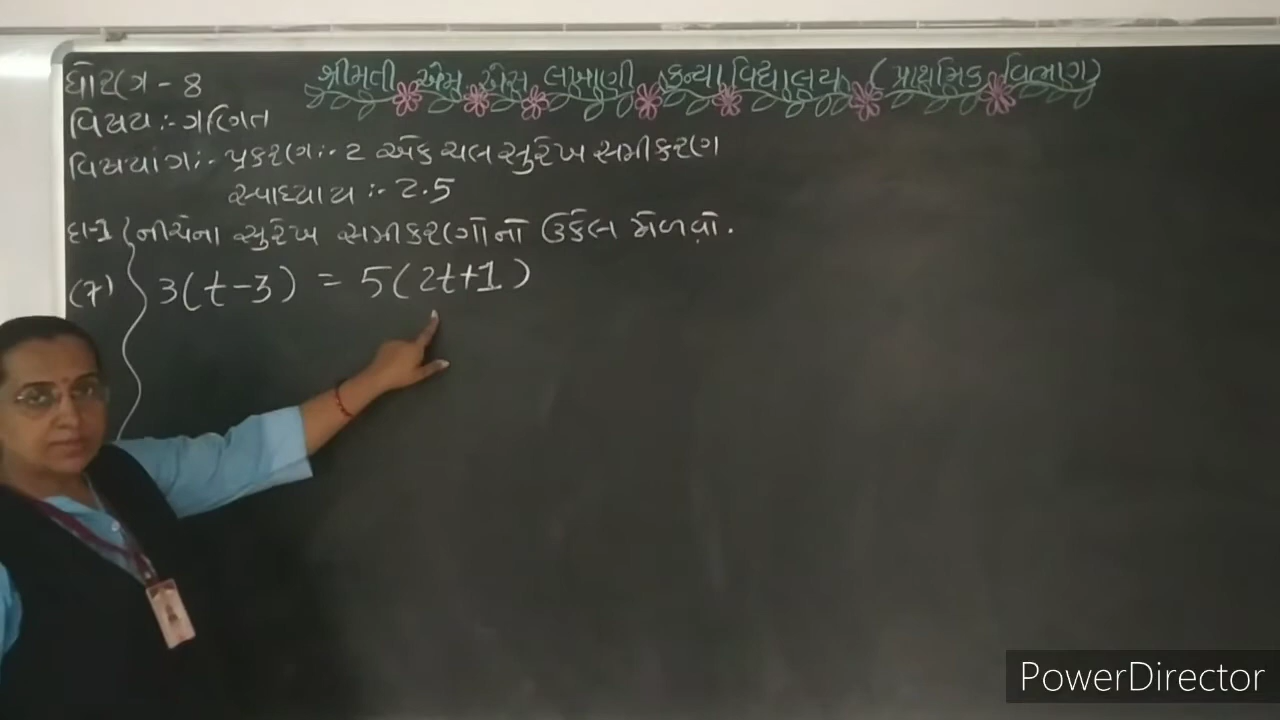 શ્રીમતી એમ એસ લખાણી કન્યા વિદ્યાલય (પ્રાથમિક વિભાગ)
ધોરણ - 8
વિષય :- ગણિત
વિષયાંગ :- પ્રકરણ :- 2 એક ચલ સુરેખ સમીકરણ
સ્વાધ્યાય :- 2.5
દા-1 નીચેના સુરેખ સમીકરણોનો ઉકેલ મેળવો.
(7) 3(t-3) = 5(2t+1)
PowerDirector